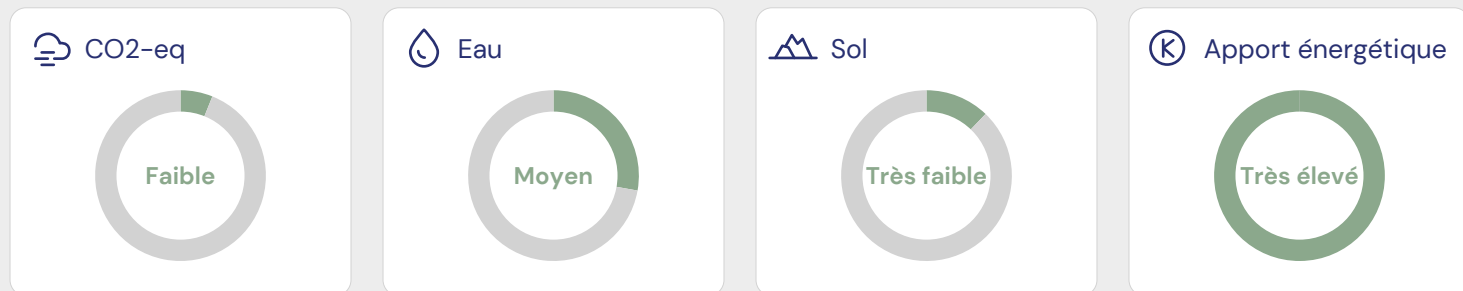 CO2-eq
Faible
Eau
Moyen
Sol
Très faible
Apport énergétique
Très élevé